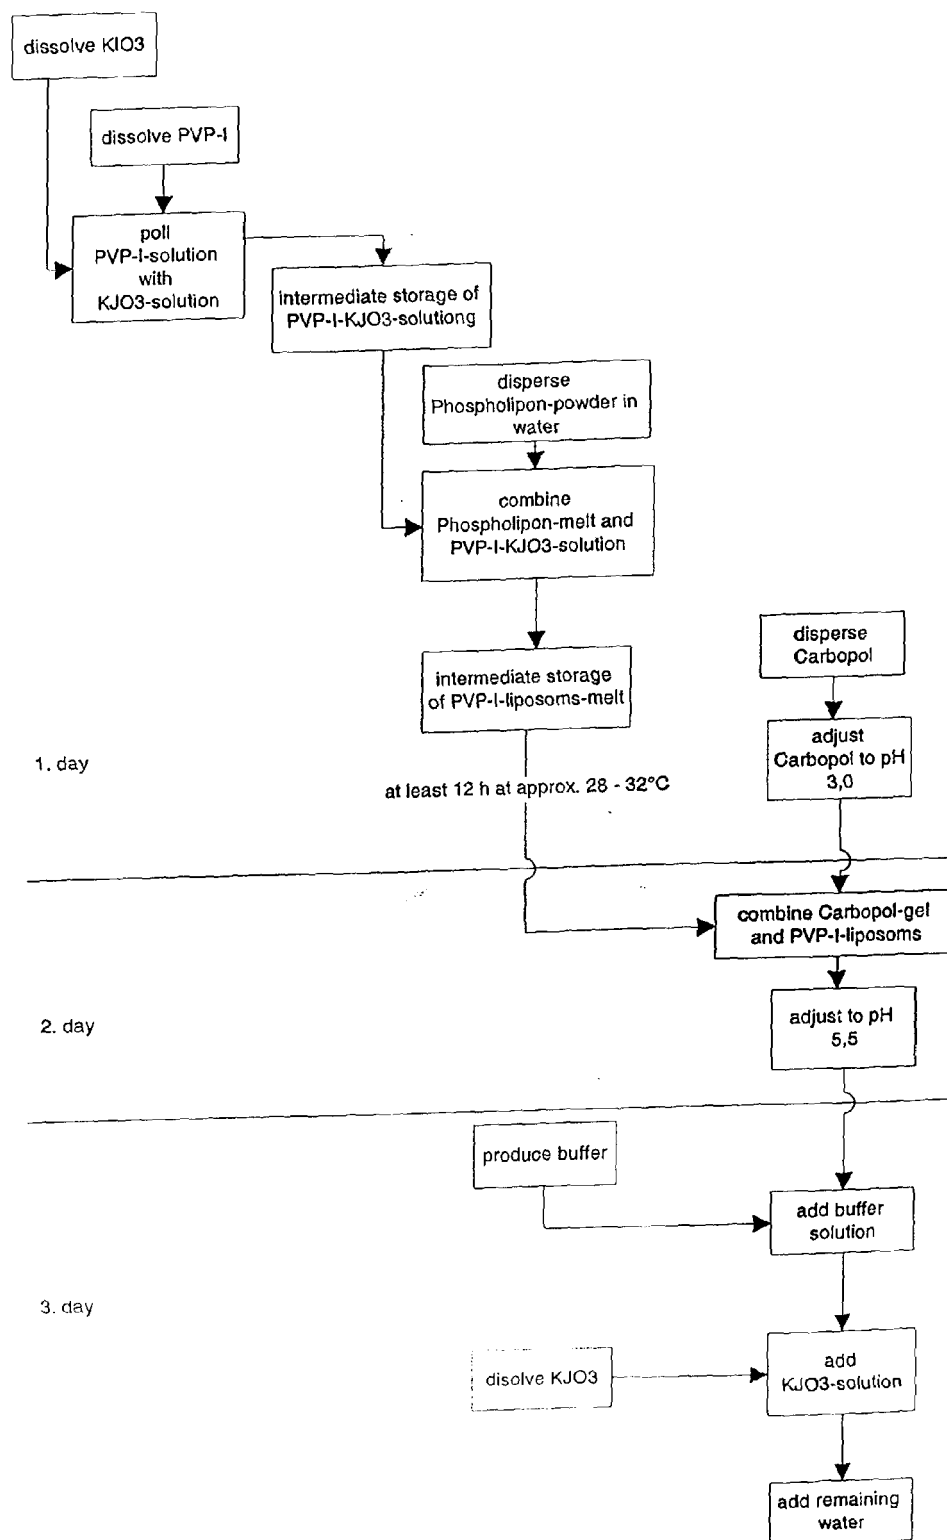 dissolve KIO3
dissolve PVP-I
poll
PVP-I-solution
with
KJO3-solution
intermediate storage of
PVP-I-KJO3-solutiong
disperse
Phospholipon-powder in
water
combine
Phospholipon-melt and
PVP-I-KJO3-solution
intermediate storage
of PVP-I-liposoms-melt
disperse
Carbopol
adjust
Carbopol to pH
3,0
1. day
at least 12 h at approx. 28 - 32°C
combine Carbopol-gel
and PVP-I-liposoms
2. day
adjust to pH
5,5
produce buffer
add buffer
solution
3. day
disolve KJO3
add
KJO3-solution
add remaining
water